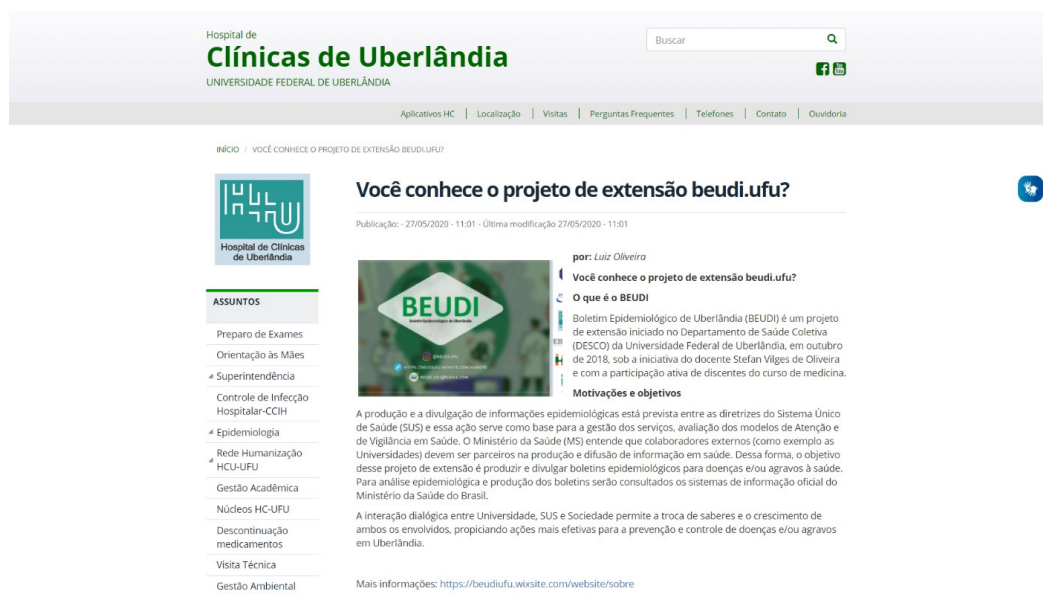 Hospital de
Clínicas de Uberlândia
UNIVERSIDADE FEDERAL DE UBERLÂNDIA
Buscar
Aplicativos HC | Localização | Visitas | Perguntas Frequentes | Telefones | Contato | Ouvidoria
INÍCIO / VOCÊ CONHECE O PROJETO DE EXTENSÃO BEUDI.UFU?
Hospital de Clínicas
de Uberlândia
ASSUNTOS
Preparo de Exames
Orientação às Mães
Superintendência
Controle de Infecção
Hospitalar-CCIH
Epidemiologia
Rede Humanização
HCU-UFU
Gestão Acadêmica
Núcleos HC-UFU
Descontinuação
medicamentos
Visita Técnica
Gestão Ambiental
Você conhece o projeto de extensão beudi.ufu?
Publicação: - 27/05/2020 - 11:01 - Última modificação 27/05/2020 - 11:01
BEUDI
Boletim Epidemiológico de Uberlândia
por: Luiz Oliveira
Você conhece o projeto de extensão beudi.ufu?
O que é o BEUDI
Boletim Epidemiológico de Uberlândia (BEUDI) é um projeto
de extensão iniciado no Departamento de Saúde Coletiva
(DESCO) da Universidade Federal de Uberlândia, em outubro
de 2018, sob a iniciativa do docente Stefan Vilges de Oliveira
e com a participação ativa de discentes do curso de medicina.
Motivações e objetivos
A produção e a divulgação de informações epidemiológicas está prevista entre as diretrizes do Sistema Único
de Saúde (SUS) e essa ação serve como base para a gestão dos serviços, avaliação dos modelos de Atenção e
de Vigilância em Saúde. O Ministério da Saúde (MS) entende que colaboradores externos (como exemplo as
Universidades) devem ser parceiros na produção e difusão de informação em saúde. Dessa forma, o objetivo
desse projeto de extensão é produzir e divulgar boletins epidemiológicos para doenças e/ou agravos à saúde.
Para análise epidemiológica e produção dos boletins serão consultados os sistemas de informação oficial do
Ministério da Saúde do Brasil.
A interação dialógica entre Universidade, SUS e Sociedade permite a troca de saberes e o crescimento de
ambos os envolvidos, propiciando ações mais efetivas para a prevenção e controle de doenças e/ou agravos
em Uberlândia.
Mais informações: https://beudiufu.wixsite.com/website/sobre